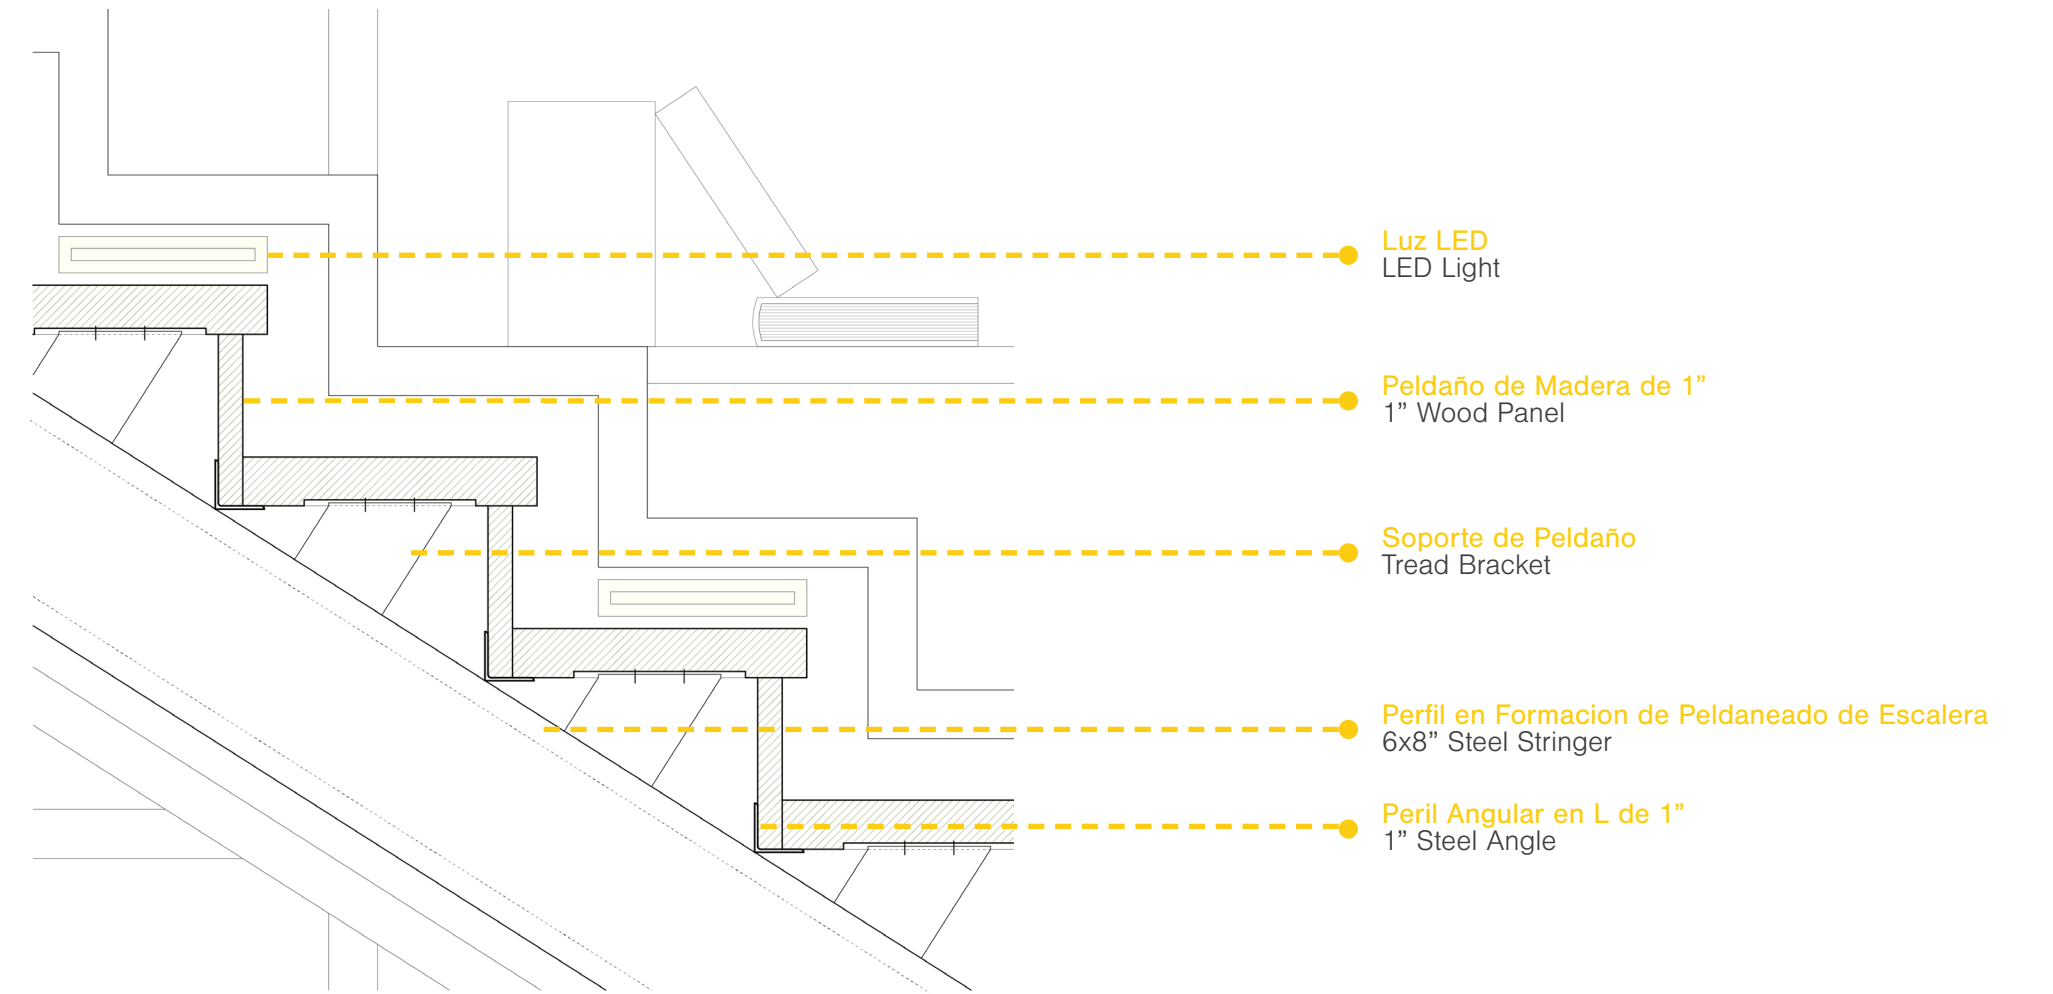 Luz LED
LED Light
Peldaño de Madera de 1”
1” Wood Panel
Soporte de Peldaño
Tread Bracket
Perfil en Formacion de Peldaneado de Escalera
6x8” Steel Stringer
Peril Angular en L de 1”
1” Steel Angle